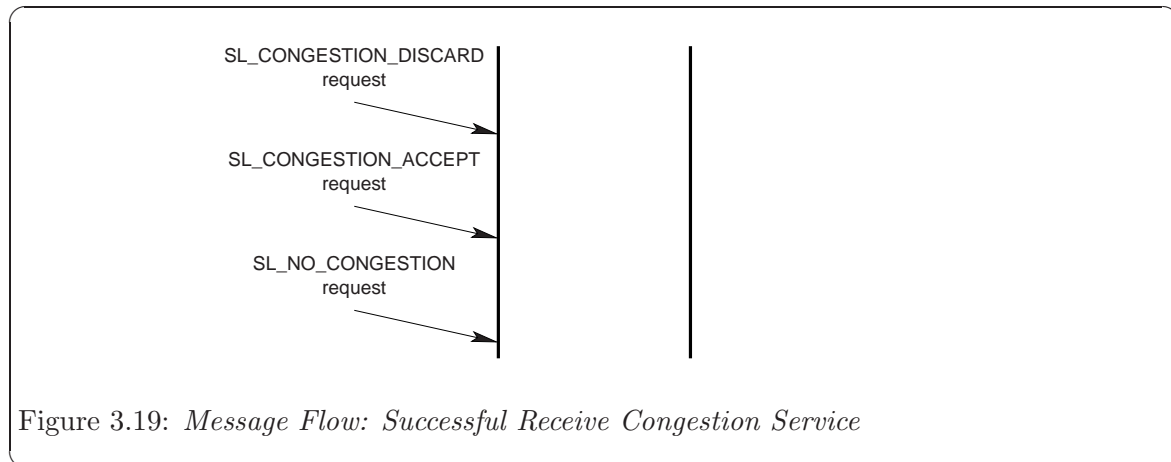 SL_CONGESTION_DISCARD
request
SL_CONGESTION_ACCEPT
request
SL_NO_CONGESTION
request
Figure 3.19: Message Flow: Successful Receive Congestion Service